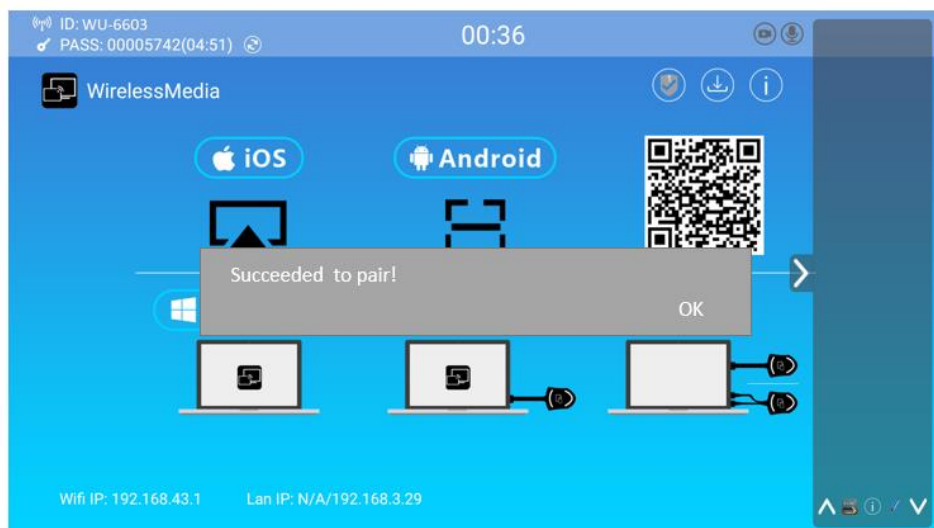 ID: WU-6603
PASS: 00005742(04:51)
00:36
WirelessMedia
iOS
Android
Succeeded to pair!
OK
Wifi IP: 192.168.43.1 Lan IP: N/A/192.168.3.29